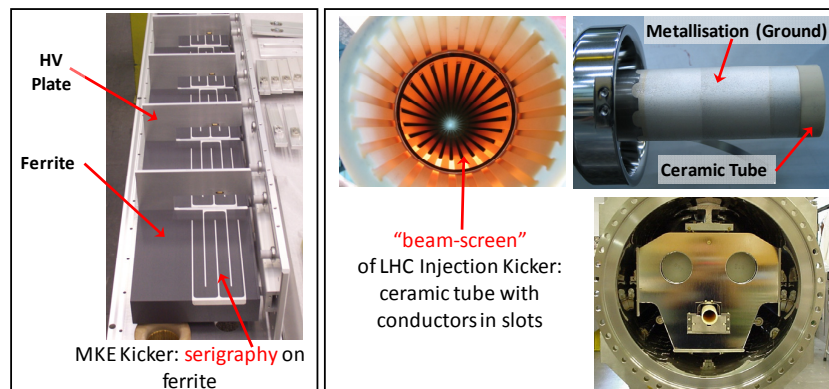 HV
Plate
Ferrite
MKE Kicker: serigraphy on
ferrite
“beam-screen”
of LHC Injection Kicker:
ceramic tube with
conductors in slots
Metallisation (Ground)
Ceramic Tube